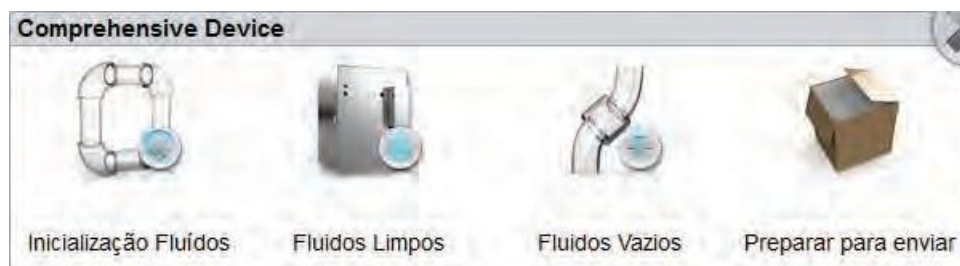 Comprehensive Device
Inicialização Fluídos
Fluidos Limpos
Fluidos Vazios
Preparar para enviar